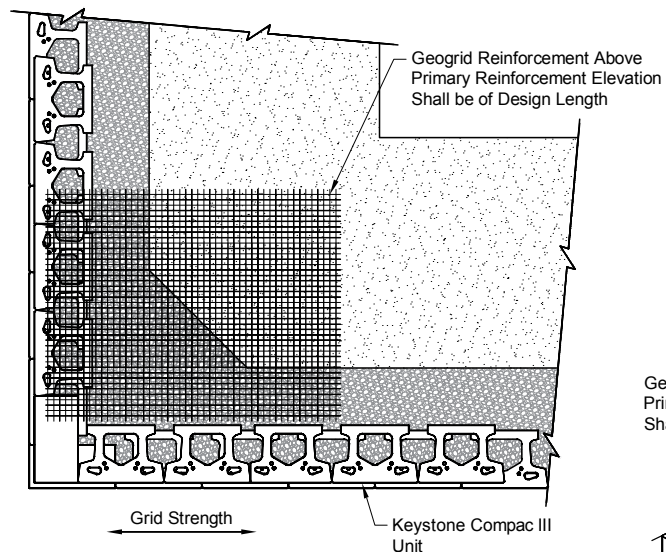 Geogrid Reinforcement Above
Primary Reinforcement Elevation
Shall be of Design Length
Ge
Pri
Sha
Grid Strength
Keystone Compac III
Unit